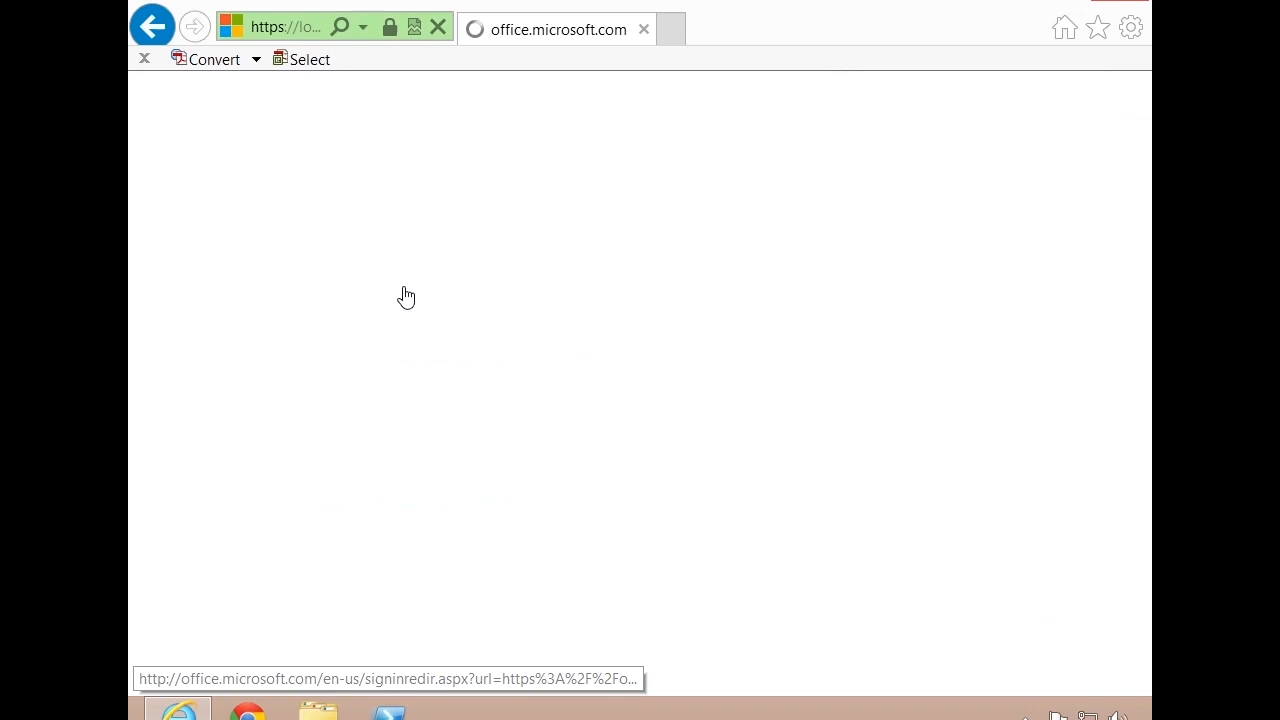 https://lo...
office.microsoft.com
Convert
Select
http://office.microsoft.com/en-us/signinredir.aspx?url=https%3A%2F%2Fo...